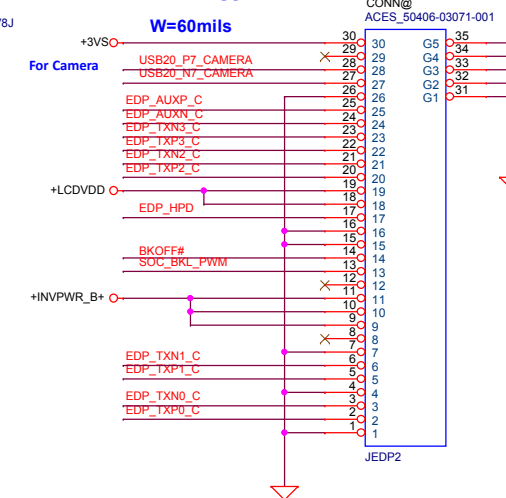 /8J
CONN@
ACES_50406-03071-001
W=60mils
+3VS
For Camera
30 30 G5 35
29 29 G4 34
USB20_P7_CAMERA 28 28 G3 33
USB20_N7_CAMERA 27 27 G2 32
26 26 G1 31
EDP_AUXP_C 25 25
EDP_AUXN_C 24 24
EDP_TXN3_C 23 23
EDP_TXP3_C 22 22
EDP_TXN2_C 21 21
EDP_TXP2_C 20 20
+LCDVDD 19 19
18 18
EDP_HPD 17 17
16 16
15 15
BKOFF# 14 14
SOC_BKL_PWM 13 13
12 12
+INVPWR_B+ 11 11
10 10
9 9
8 8
7 7
EDP_TXN1_C 6 6
EDP_TXP1_C 5 5
4 4
EDP_TXN0_C 3 3
EDP_TXP0_C 2 2
1 1
JEDP2